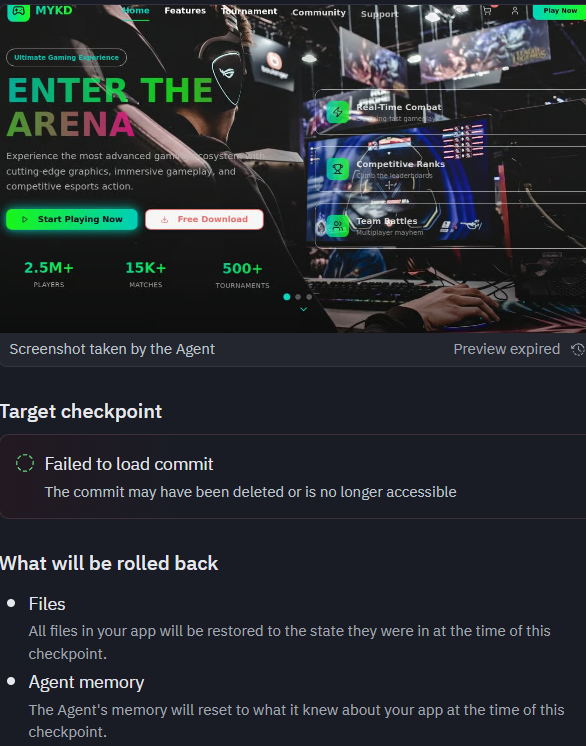 MYKD
Home Features Tournament Community Support
Play Now
Ultimate Gaming Experience
ENTER THE
ARENA
Experience the most advanced gaming ecosystem with
cutting-edge graphics, immersive gameplay, and
competitive esports action.
Start Playing Now Free Download
2.5M+ 15K+ 500+
PLAYERS MATCHES TOURNAMENTS
Real-Time Combat
Competitive Ranks
Climb the leaderboards
Team Battles
Multiplayer mayhem
Screenshot taken by the Agent
Preview expired
Target checkpoint
Failed to load commit
The commit may have been deleted or is no longer accessible
What will be rolled back
Files
All files in your app will be restored to the state they were in at the time of this
checkpoint.
Agent memory
The Agent's memory will reset to what it knew about your app at the time of this
checkpoint.